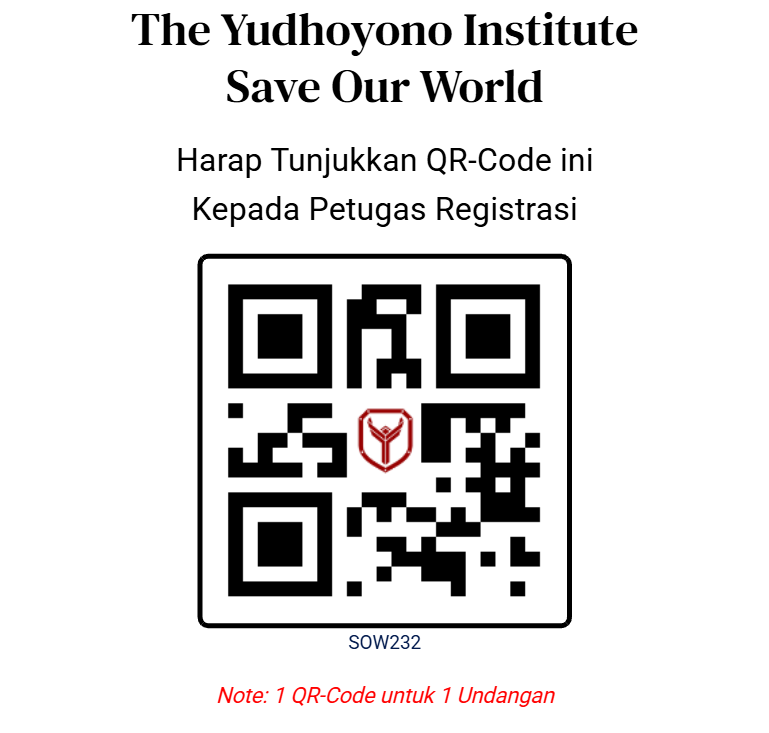 The Yudhoyono Institute
Save Our World
Harap Tunjukkan QR-Code ini
Kepada Petugas Registrasi
SOW232
Note: 1 QR-Code untuk 1 Undangan